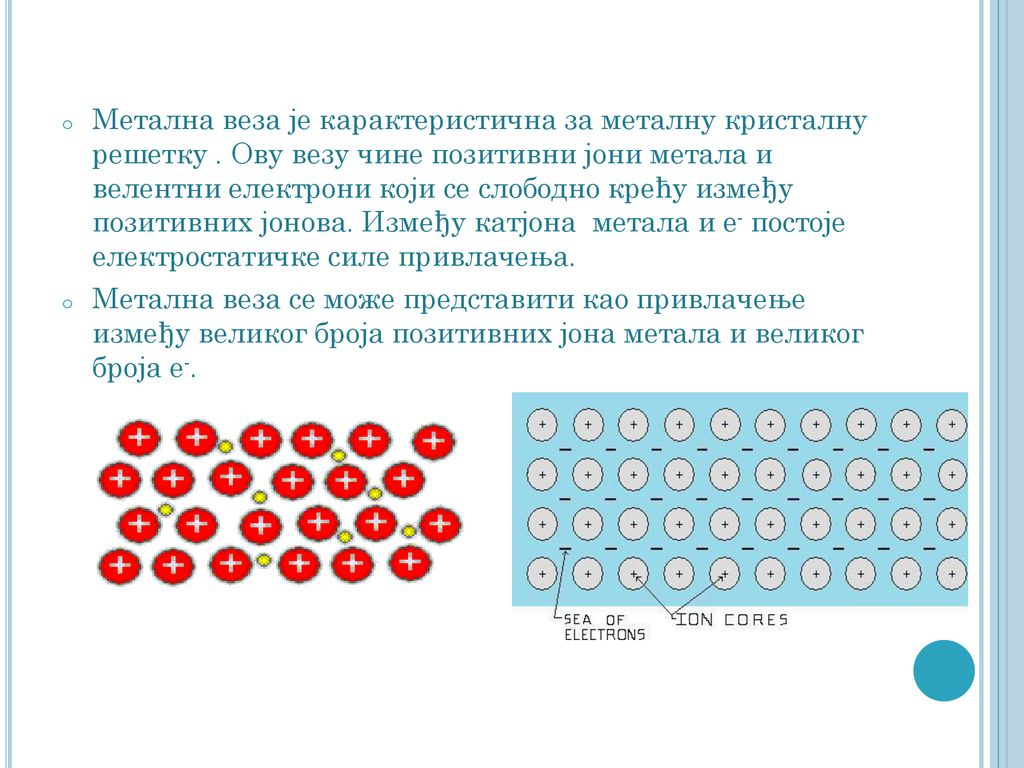 Метална веза је карактеристична за металну кристалну
решетку . Ову везу чине позитивни јони метала и
велентни електрони који се слободно крећу између
позитивних јонова. Између катјона  метала и е- постоје
електростатичке силе привлачења.
Метална веза се може представити као привлачење
између великог броја позитивних јона метала и великог
броја е-.
SEA OF
ELECTRONS
ION CORES